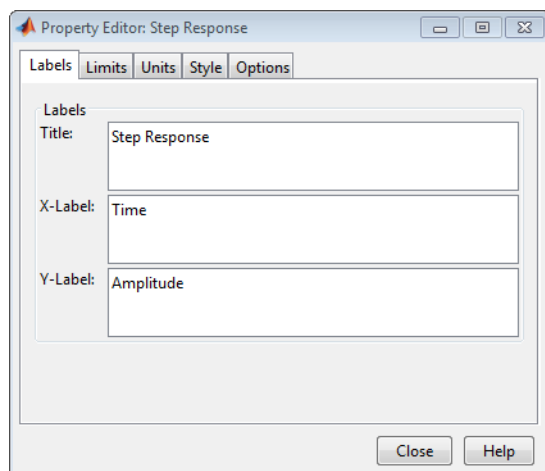 Property Editor: Step Response
Labels Limits Units Style Options
Labels
Title: Step Response
X-Label: Time
Y-Label: Amplitude
Close Help